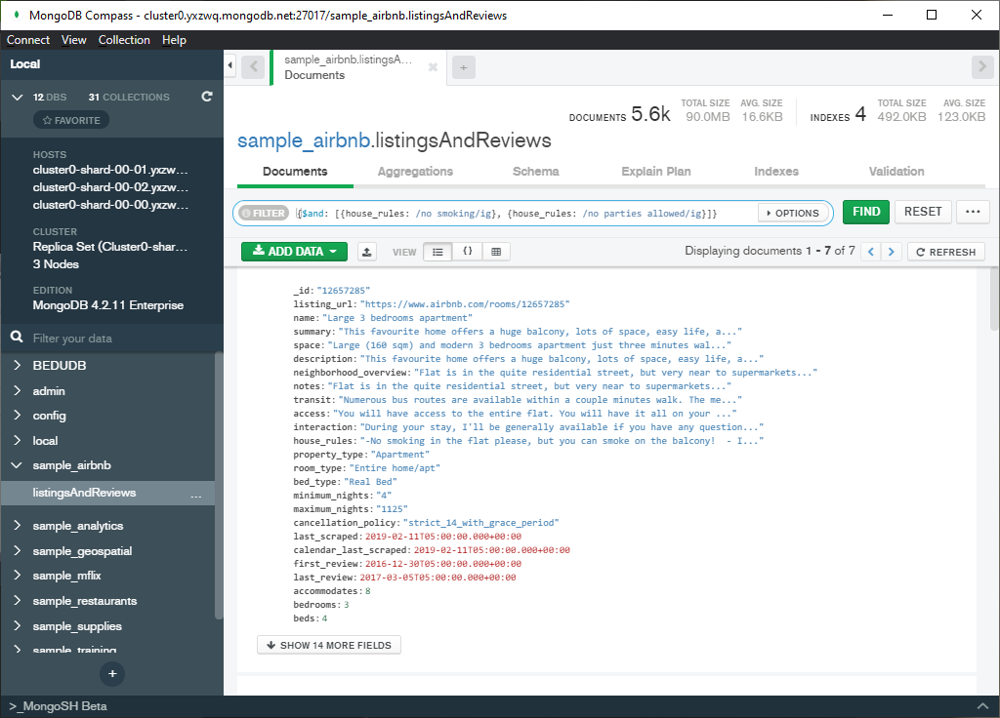 MongoDB Compass - cluster0.yxzwq.mongodb.net:27017/sample_airbnb.listingsAndReviews
Connect View Collection Help
Local
12 DBS 31 COLLECTIONS
FAVORITE
HOSTS
cluster0-shard-00-01.yxzw...
cluster0-shard-00-02.yxzw...
cluster0-shard-00-00.yxzw...
CLUSTER
Replica Set (Cluster0-shar...
3 Nodes
EDITION
MongoDB 4.2.11 Enterprise
Filter your data
BEDUDB
admin
config
local
sample_airbnb
listingsAndReviews ...
sample_analytics
sample_geospatial
sample_mflix
sample_restaurants
sample_supplies
sample_training
+
sample_airbnb.listingsA...
Documents
+
DOCUMENTS 5.6k TOTAL SIZE 90.0MB AVG. SIZE 16.6KB INDEXES 4 TOTAL SIZE 492.0KB AVG. SIZE 123.0KB
sample_airbnb.listingsAndReviews
Documents Aggregations Schema Explain Plan Indexes Validation
FILTER {$and: [{house_rules: /no smoking/ig}, {house_rules: /no parties allowed/ig}]} OPTIONS FIND RESET ...
ADD DATA VIEW {} Displaying documents 1 - 7 of 7 < > REFRESH
_id: "12657285"
listing_url: "https://www.airbnb.com/rooms/12657285"
name: "Large 3 bedrooms apartment"
summary: "This favourite home offers a huge balcony, lots of space, easy life, a..."
space: "Large (160 sqm) and modern 3 bedrooms apartment just three minutes wal..."
description: "This favourite home offers a huge balcony, lots of space, easy life, a..."
neighborhood_overview: "Flat is in the quite residential street, but very near to supermarkets..."
notes: "Flat is in the quite residential street, but very near to supermarkets..."
transit: "Numerous bus routes are available within a couple minutes walk. The me..."
access: "You will have access to the entire flat. You will have it all on your ..."
interaction: "During your stay, I'll be generally available if you have any question..."
house_rules: "-No smoking in the flat please, but you can smoke on the balcony!  - I..."
property_type: "Apartment"
room_type: "Entire home/apt"
bed_type: "Real Bed"
minimum_nights: "4"
maximum_nights: "1125"
cancellation_policy: "strict_14_with_grace_period"
last_scraped: 2019-02-11T05:00:00.000+00:00
calendar_last_scraped: 2019-02-11T05:00:00.000+00:00
first_review: 2016-12-30T05:00:00.000+00:00
last_review: 2017-03-05T05:00:00.000+00:00
accommodates: 8
bedrooms: 3
beds: 4
SHOW 14 MORE FIELDS
>_MongoSH Beta